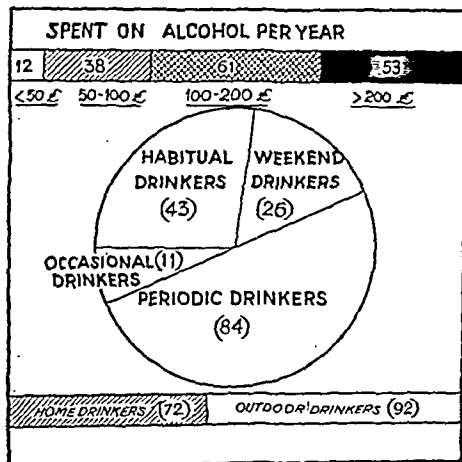 SPENT ON ALCOHOL PER YEAR
12 38 61 53
<50 £ 50-100 £ 100-200 £ >200 £
HABITUAL
DRINKERS
(43)
WEEKEND
DRINKERS
(26)
OCCASIONAL (11)
DRINKERS
PERIODIC DRINKERS
(84)
HOME DRINKERS (72) OUTDOOR DRINKERS (92)